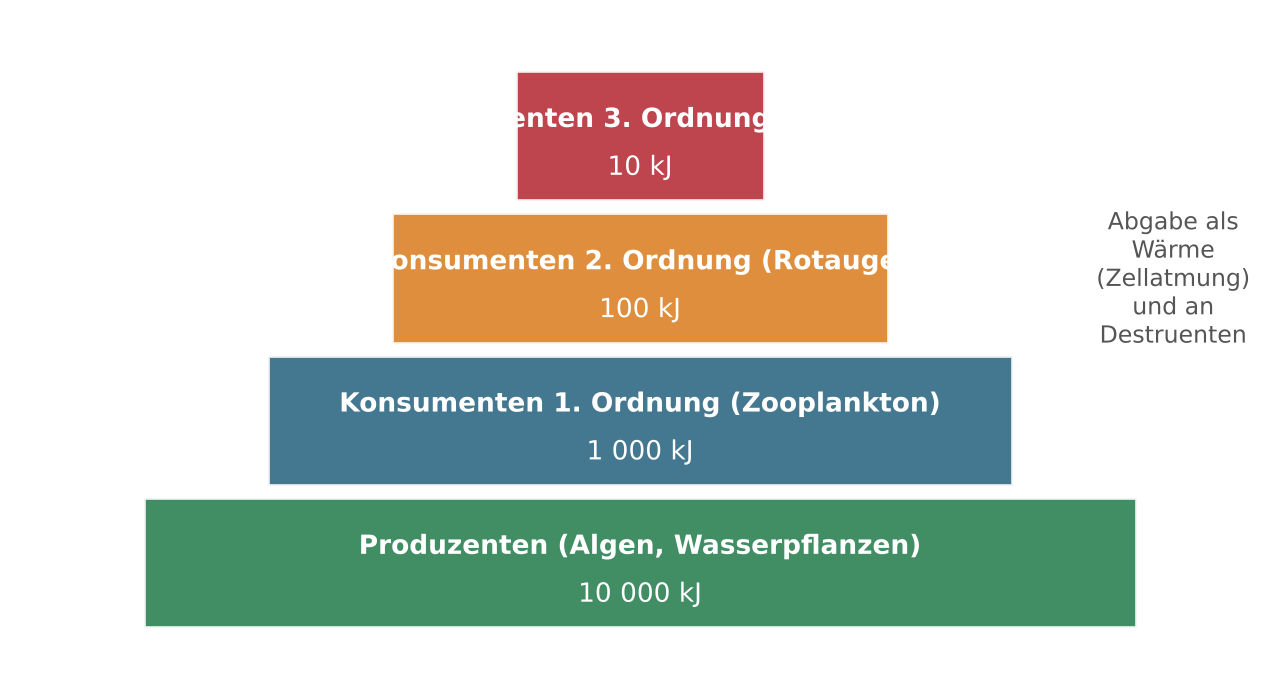 enten 3. Ordnung
10 kJ
onsumenten 2. Ordnung (Rotauge
100 kJ
Abgabe als
Wärme
(Zellatmung)
und an
Destruenten
Konsumenten 1. Ordnung (Zooplankton)
1 000 kJ
Produzenten (Algen, Wasserpflanzen)
10 000 kJ